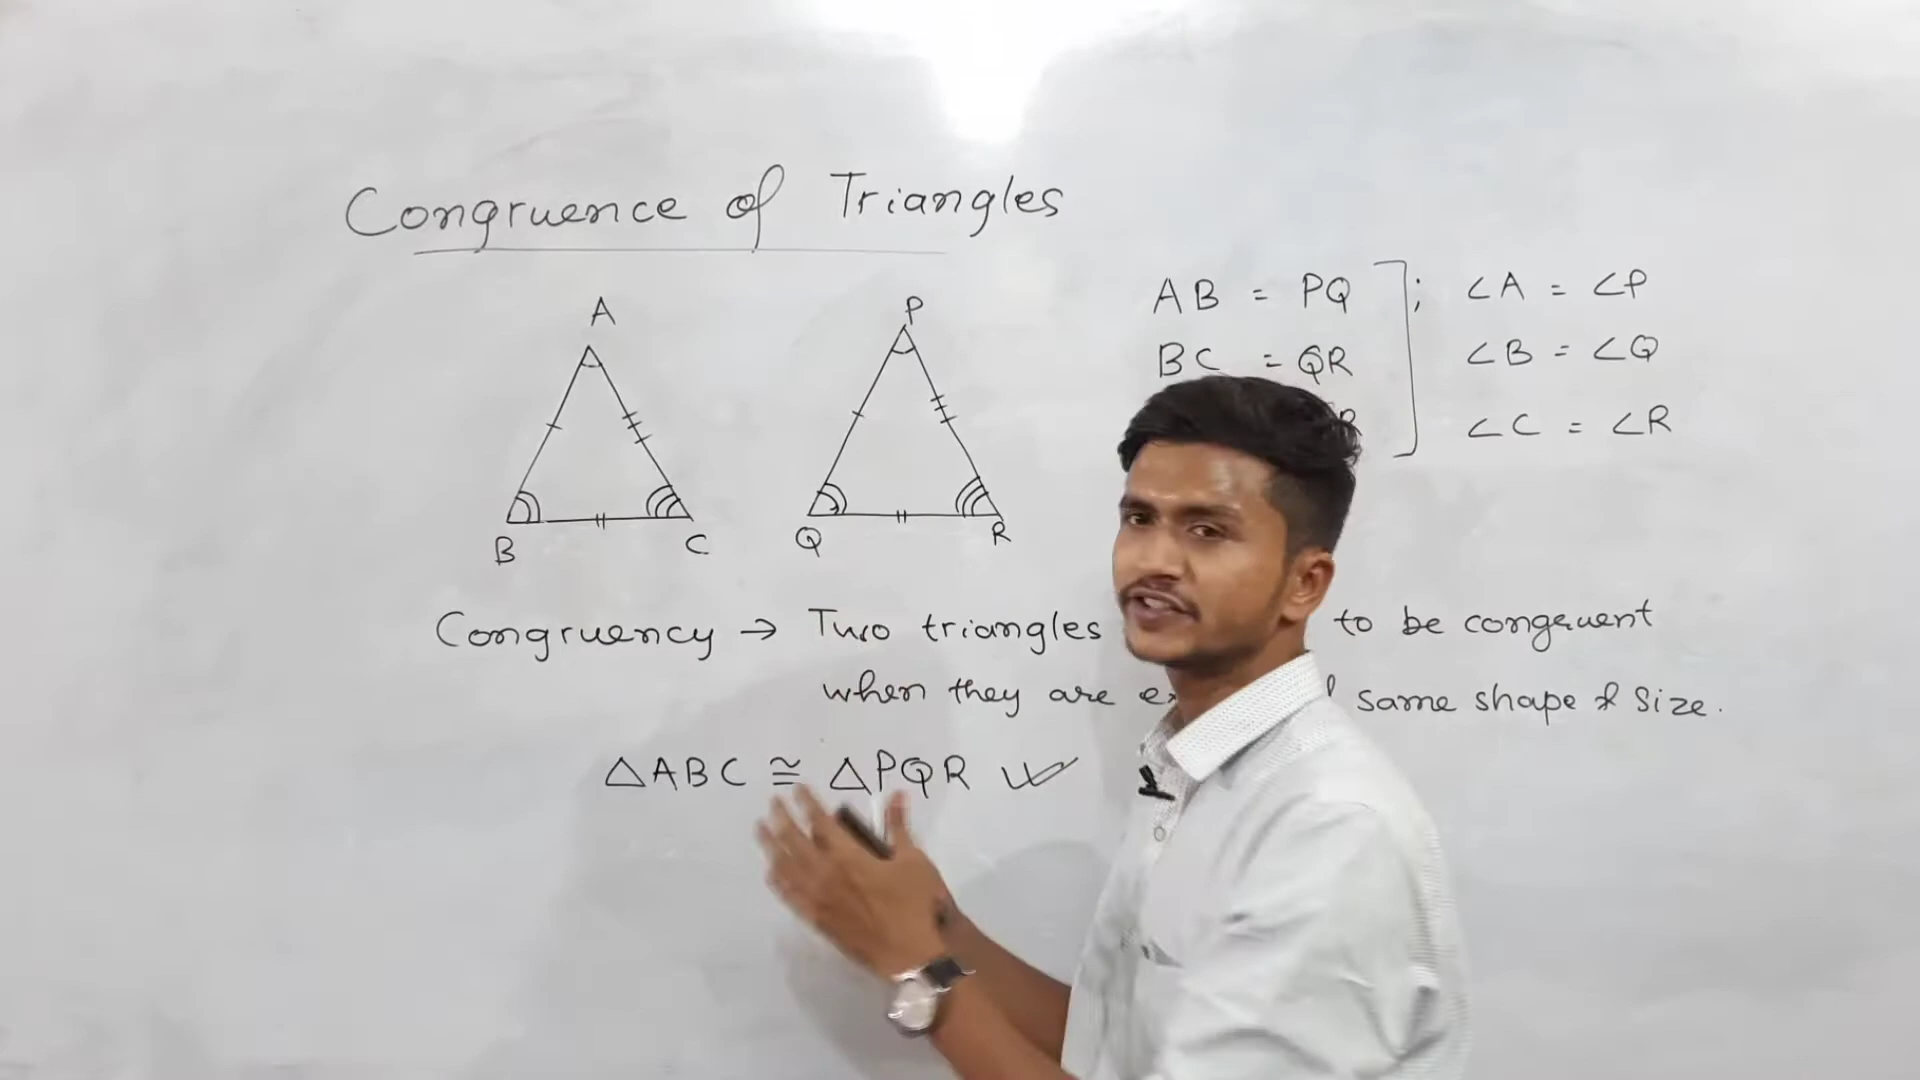 Congruence of Triangles
A
P
B
C
Q
R
AB = PQ ; ∠A = ∠P
BC = QR ∠B = ∠Q
∠C = ∠R
Congruency → Two triangles to be congruent
when they are same shape & size.
△ABC ≅ △PQR